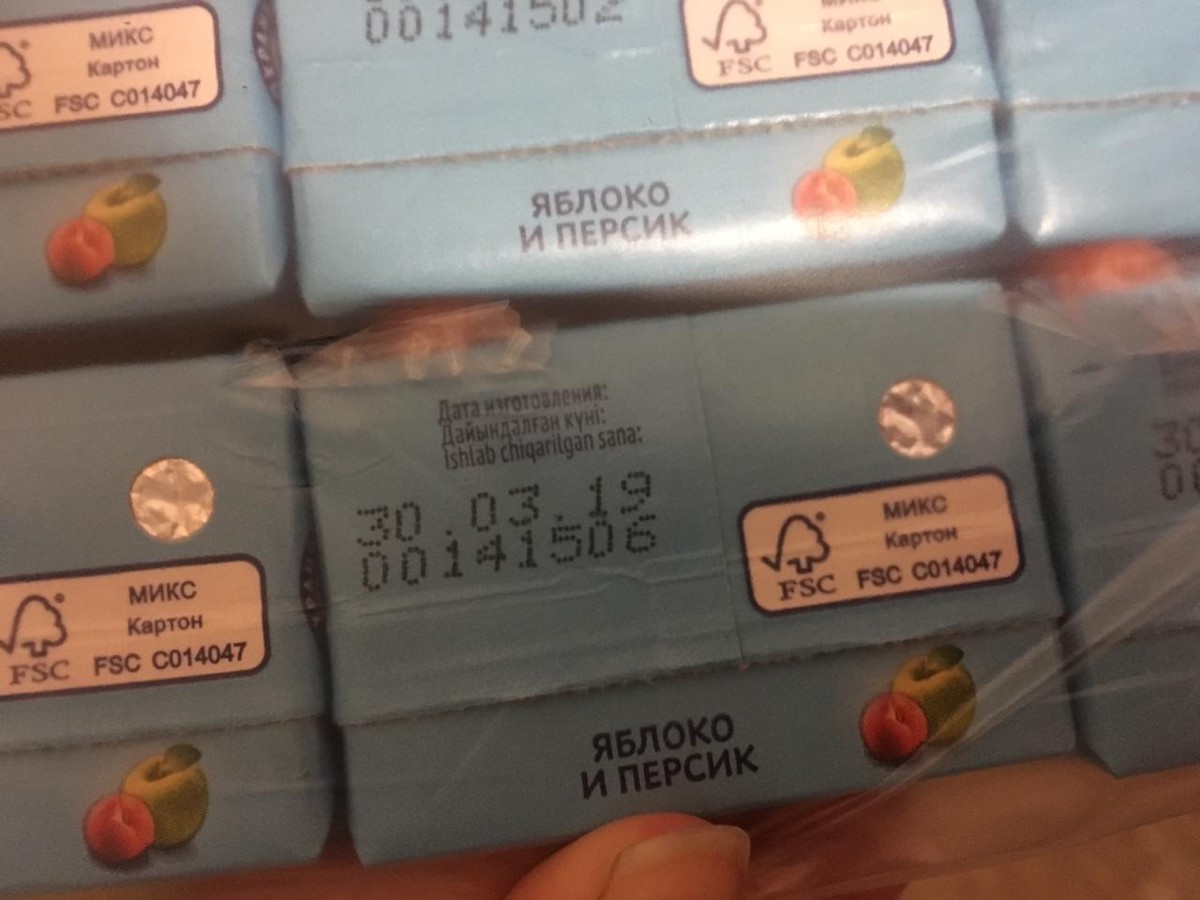 МИКС
Картон
FSC
FSC C014047
00141502
Картон
FSC
FSC C014047
ЯБЛОКО
И ПЕРСИК
Дата изготовления:
Дайындалған күні:
Ishlab chiqarilgan sana:
30.03.19
00141506
МИКС
Картон
FSC
FSC C014047
МИКС
Картон
FSC
FSC C014047
ЯБЛОКО
И ПЕРСИК